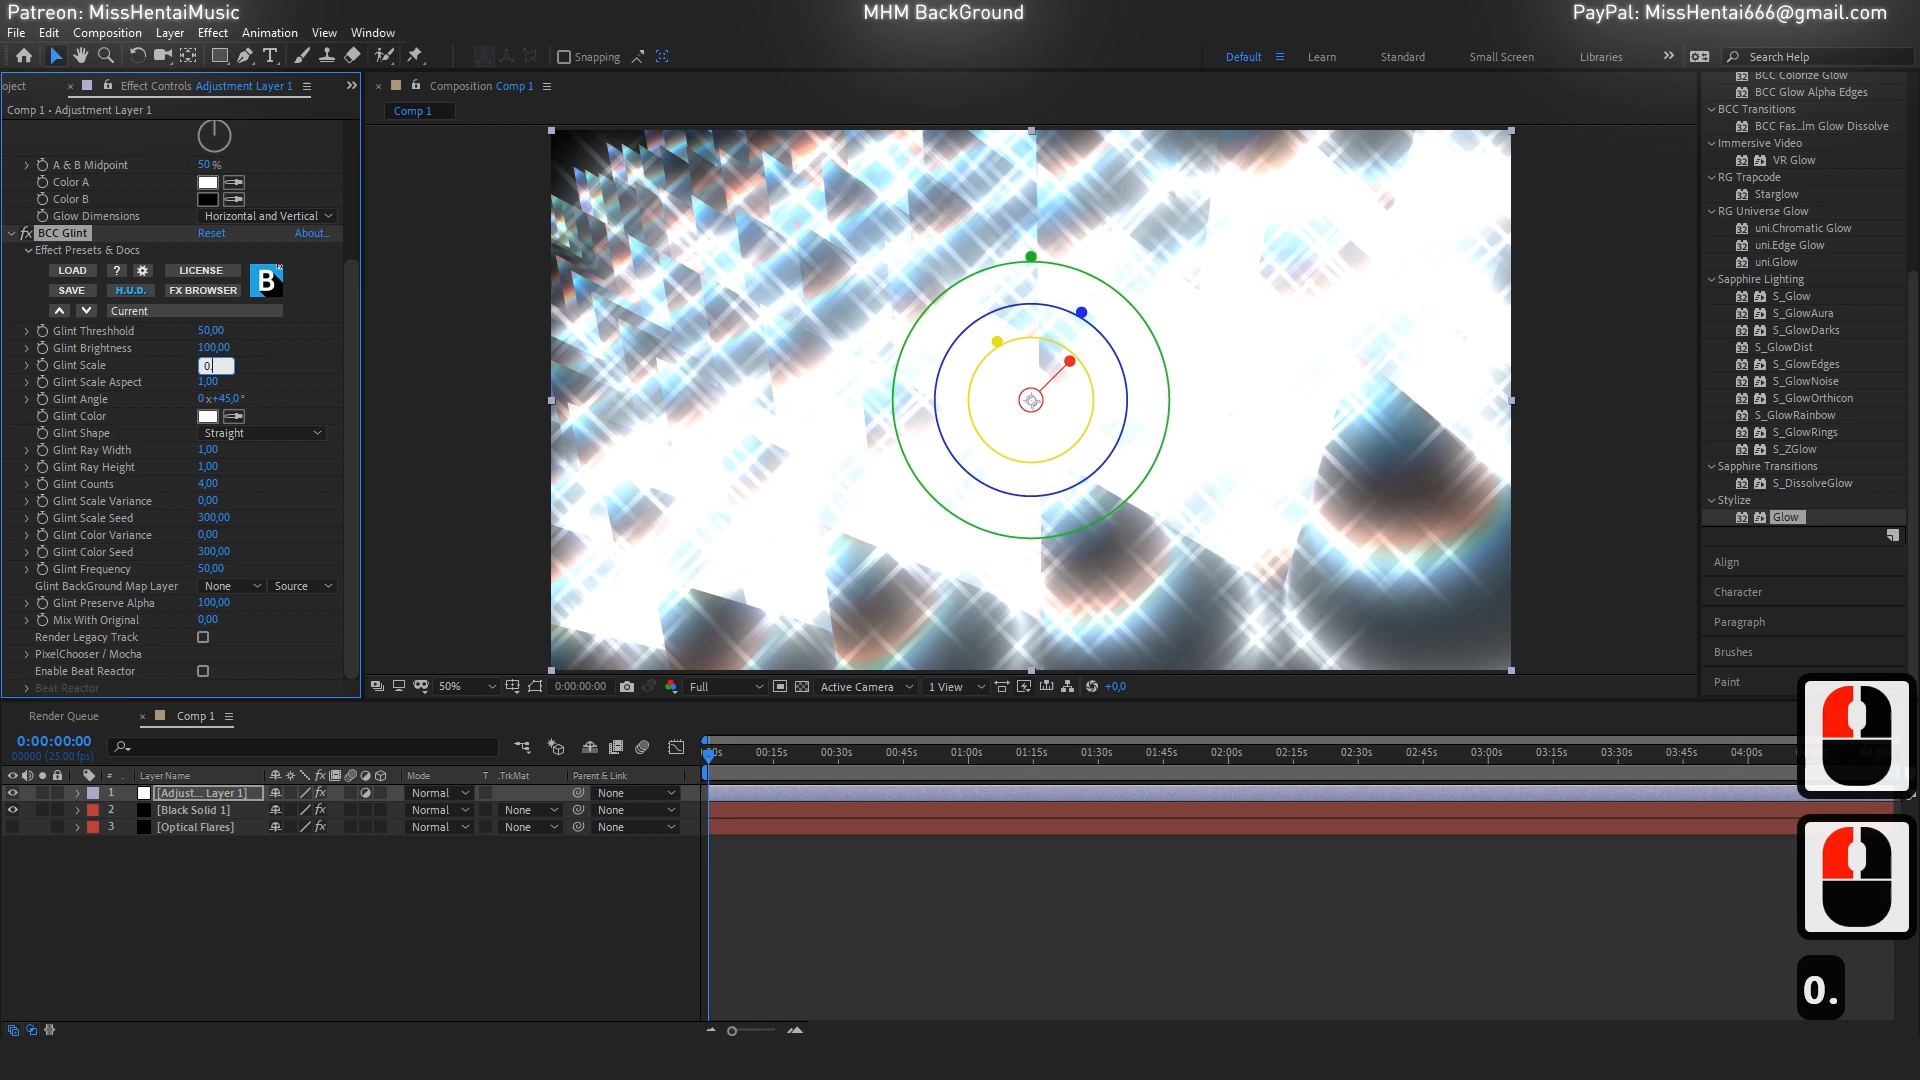 Patreon: MissHentaiMusic
MHM BackGround
PayPal: MissHentai666@gmail.com
File Edit Composition Layer Effect Animation View Window
Snapping
Default
Learn
Standard
Small Screen
Libraries
Search Help
oject
Effect Controls Adjustment Layer 1
Comp 1 • Adjustment Layer 1
A & B Midpoint 50 %
Color A
Color B
Glow Dimensions Horizontal and Vertical
fx BCC Glint Reset About...
Effect Presets & Docs
LOAD ? LICENSE
SAVE H.U.D. FX BROWSER
B
Current
Glint Threshhold 50,00
Glint Brightness 100,00
Glint Scale 0.
Glint Scale Aspect 1,00
Glint Angle 0 x+45,0°
Glint Color
Glint Shape Straight
Glint Ray Width 1,00
Glint Ray Height 1,00
Glint Counts 4,00
Glint Scale Variance 0,00
Glint Scale Seed 300,00
Glint Color Variance 0,00
Glint Color Seed 300,00
Glint Frequency 50,00
Glint BackGround Map Layer None Source
Glint Preserve Alpha 100,00
Mix With Original 0,00
Render Legacy Track
PixelChooser / Mocha
Enable Beat Reactor
Beat Reactor
Composition Comp 1
Comp 1
50% 0:00:00:00 Full Active Camera 1 View +0,0
BCC Colorize Glow
BCC Glow Alpha Edges
BCC Transitions
BCC Fas...lm Glow Dissolve
Immersive Video
VR Glow
RG Trapcode
Starglow
RG Universe Glow
uni.Chromatic Glow
uni.Edge Glow
uni.Glow
Sapphire Lighting
S_Glow
S_GlowAura
S_GlowDarks
S_GlowDist
S_GlowEdges
S_GlowNoise
S_GlowOrthicon
S_GlowRainbow
S_GlowRings
S_ZGlow
Sapphire Transitions
S_DissolveGlow
Stylize
Glow
Align
Character
Paragraph
Brushes
Paint
Render Queue
Comp 1
0:00:00:00
00000 (25.00 fps)
00:15s 00:30s 00:45s 01:00s 01:15s 01:30s 01:45s 02:00s 02:15s 02:30s 02:45s 03:00s 03:15s 03:30s 03:45s 04:00s
# Layer Name fx Mode T .TrkMat Parent & Link
1 [Adjust... Layer 1] fx Normal None
2 [Black Solid 1] fx Normal None None
3 [Optical Flares] fx Normal None None
0.